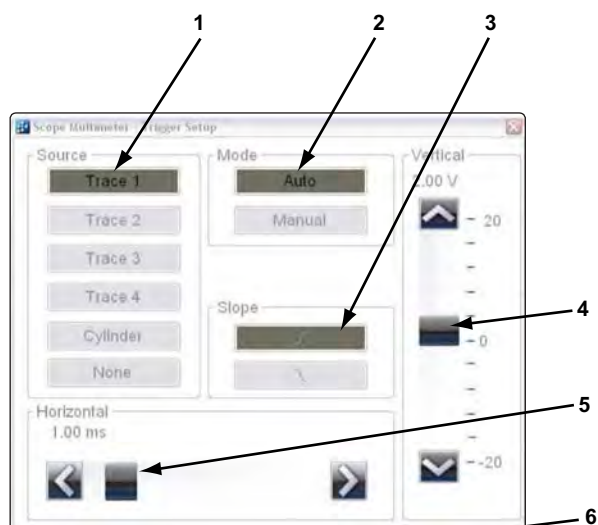 1 2 3
Scope Multimeter - Trigger Setup
Source
Trace 1
Trace 2
Trace 3
Trace 4
Cylinder
None
Mode
Auto
Manual
Slope
Vertical
2.00 V
20
0
-20
Horizontal
1.00 ms
4
5
6